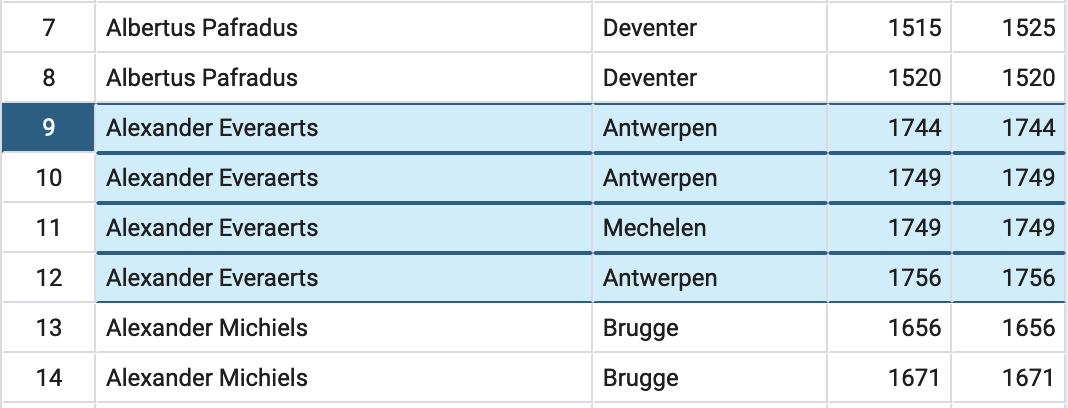 7 Albertus Pafradus Deventer 1515 1525
8 Albertus Pafradus Deventer 1520 1520
9 Alexander Everaerts Antwerpen 1744 1744
10 Alexander Everaerts Antwerpen 1749 1749
11 Alexander Everaerts Mechelen 1749 1749
12 Alexander Everaerts Antwerpen 1756 1756
13 Alexander Michiels Brugge 1656 1656
14 Alexander Michiels Brugge 1671 1671